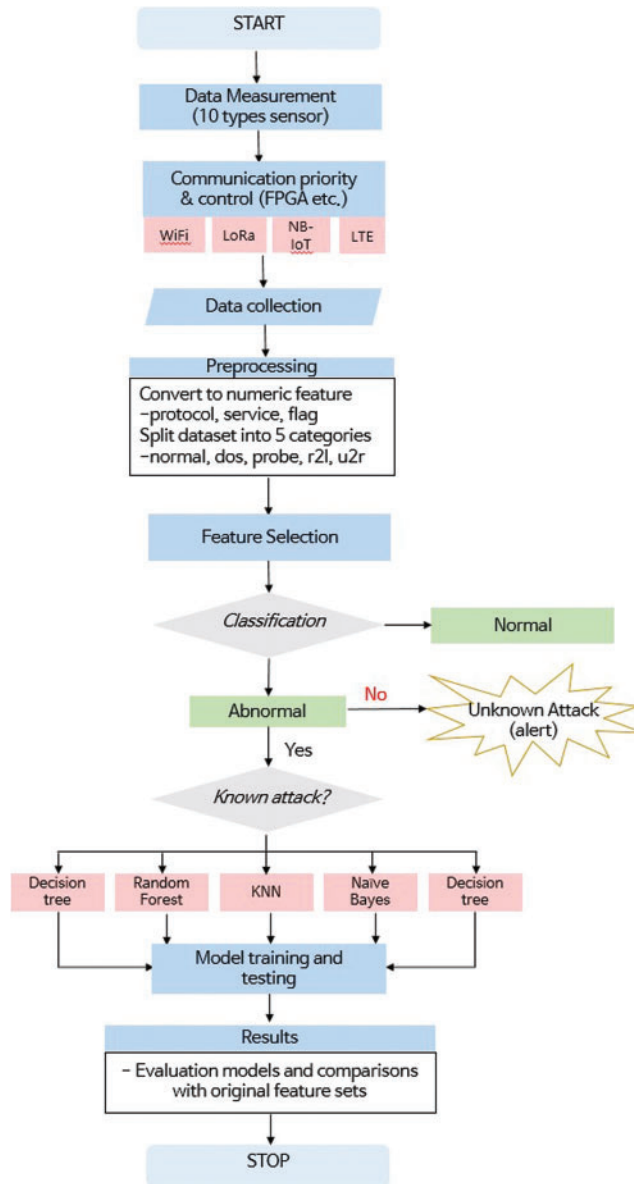 START
Data Measurement
(10 types sensor)
Communication priority
& control (FPGA etc.)
WiFi
LoRa
NB-
IoT
LTE
Data collection
Preprocessing
Convert to numeric feature
-protocol, service, flag
Split dataset into 5 categories
-normal, dos, probe, r2l, u2r
Feature Selection
Classification
Normal
Abnormal
No
Unknown Attack
(alert)
Yes
Known attack?
Decision
tree
Random
Forest
KNN
Naïve
Bayes
Decision
tree
Model training and
testing
Results
- Evaluation models and comparisons
with original feature sets
STOP